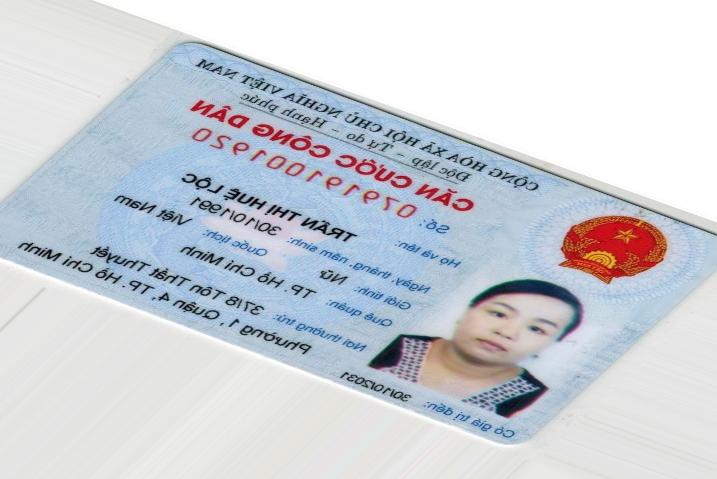 CỘNG HÒA XÃ HỘI CHỦ NGHĨA VIỆT NAM
Độc lập - Tự do - Hạnh phúc
CĂN CƯỚC CÔNG DÂN
Số: 079191001920
Họ và tên:
TRẦN THỊ HUỆ LỘC
Ngày, tháng, năm sinh: 30/10/1991
Giới tính: Nữ Quốc tịch: Việt Nam
Quê quán: TP. Hồ Chí Minh
Nơi thường trú: 37/8 Tôn Thất Thuyết
Phường 1, Quận 4, TP. Hồ Chí Minh
Có giá trị đến: 30/10/2031